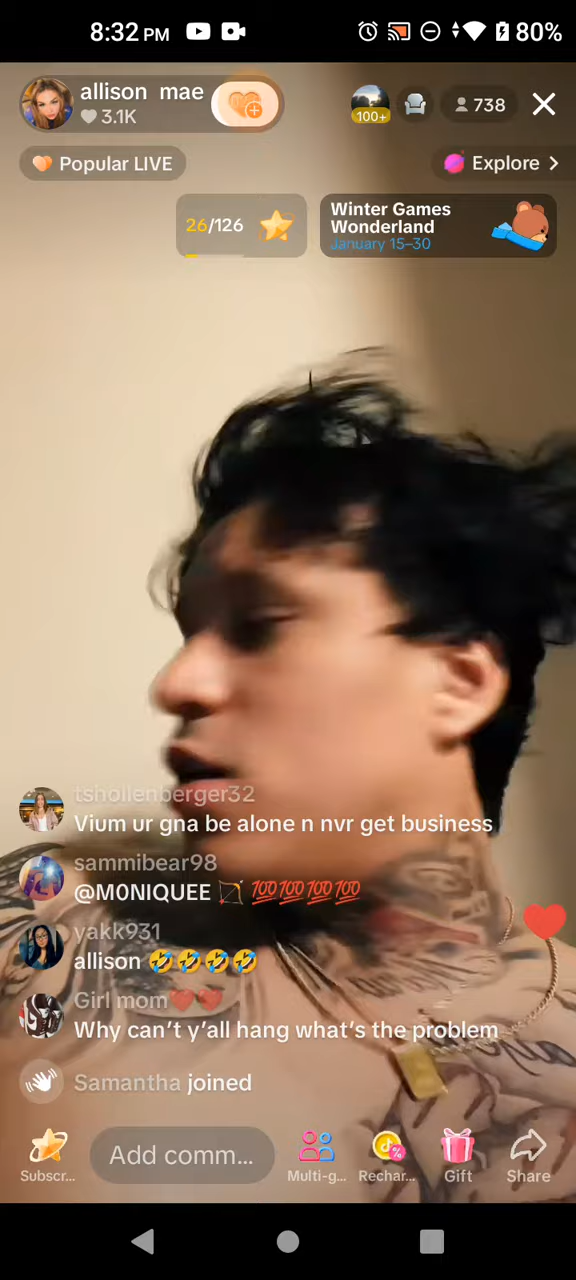 8:32 PM
80%
allison mae
3.1K
100+
738
Popular LIVE
Explore
26/126
Winter Games
Wonderland
January 15–30
tshollenberger32
Vium ur gna be alone n nvr get business
sammibear98
@M0NIQUEE 🏹 💯💯💯💯
yakk931
allison 🤣🤣🤣🤣
Girl mom❤️❤️
Why can't y'all hang what's the problem
Samantha joined
Subscr...
Add comm...
Multi-g...
Rechar...
Gift
Share